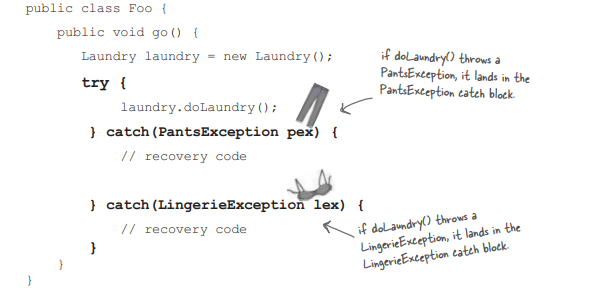 public class Foo {
public void go() {
Laundry laundry = new Laundry();
try {
laundry.doLaundry();
} catch(PantsException pex) {
// recovery code
} catch(LingerieException lex) {
// recovery code
}
}
}
if doLaundry() throws a
PantsException, it lands in the
PantsException catch block.
if doLaundry() throws a
LingerieException, it lands in the
LingerieException catch block.